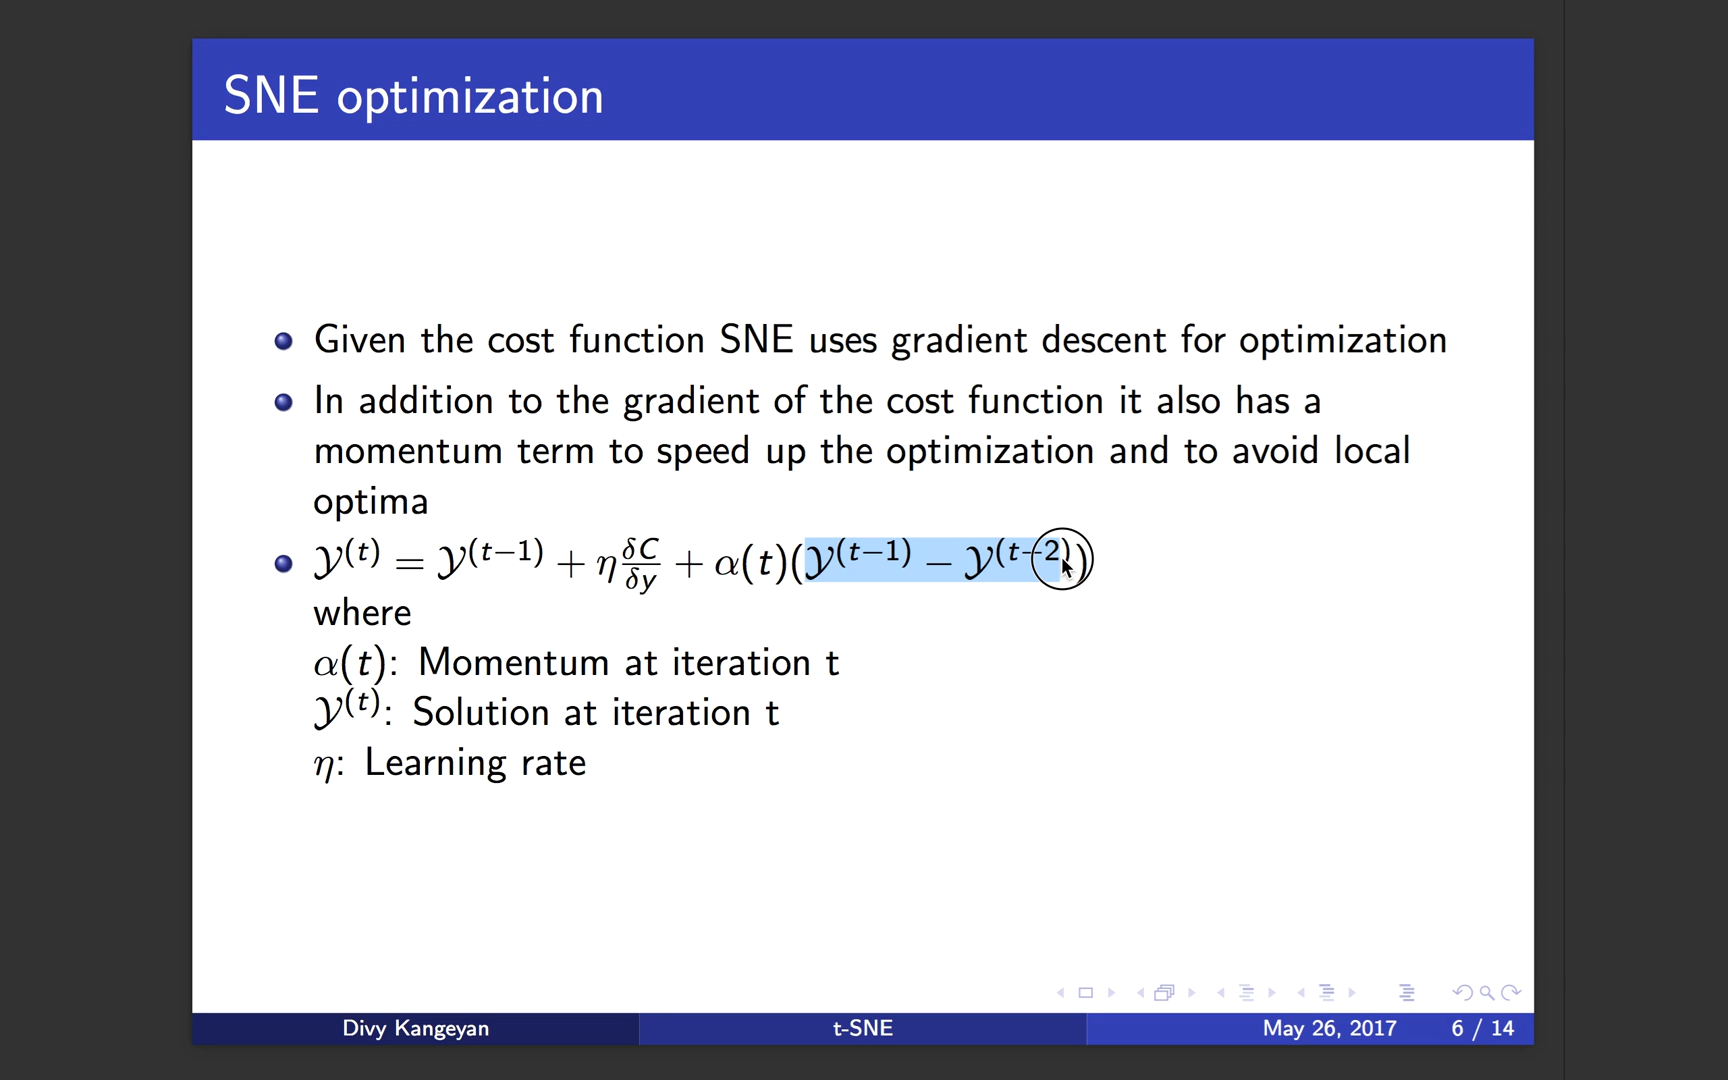 SNE optimization
Given the cost function SNE uses gradient descent for optimization
In addition to the gradient of the cost function it also has a
momentum term to speed up the optimization and to avoid local
optima
𝒴^(t) = 𝒴^(t−1) + η δC/δy + α(t)(𝒴^(t−1) − 𝒴^(t−2))
where
α(t): Momentum at iteration t
𝒴^(t): Solution at iteration t
η: Learning rate
Divy Kangeyan t-SNE May 26, 2017 6 / 14